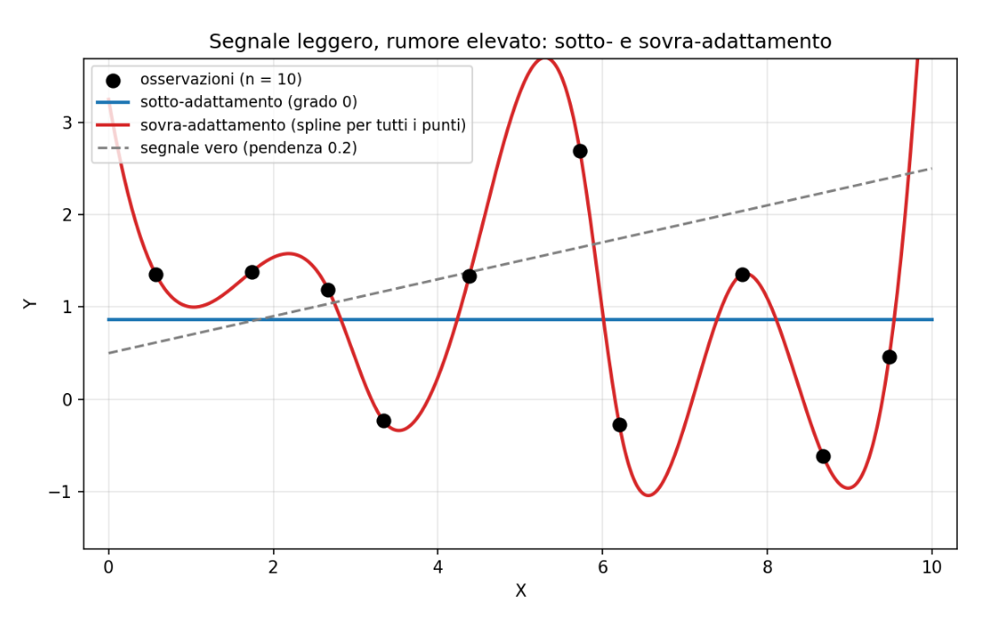 Segnale leggero, rumore elevato: sotto- e sovra-adattamento
osservazioni (n = 10)
sotto-adattamento (grado 0)
sovra-adattamento (spline per tutti i punti)
segnale vero (pendenza 0.2)
Y
3
2
1
0
−1
0 2 4 6 8 10
X